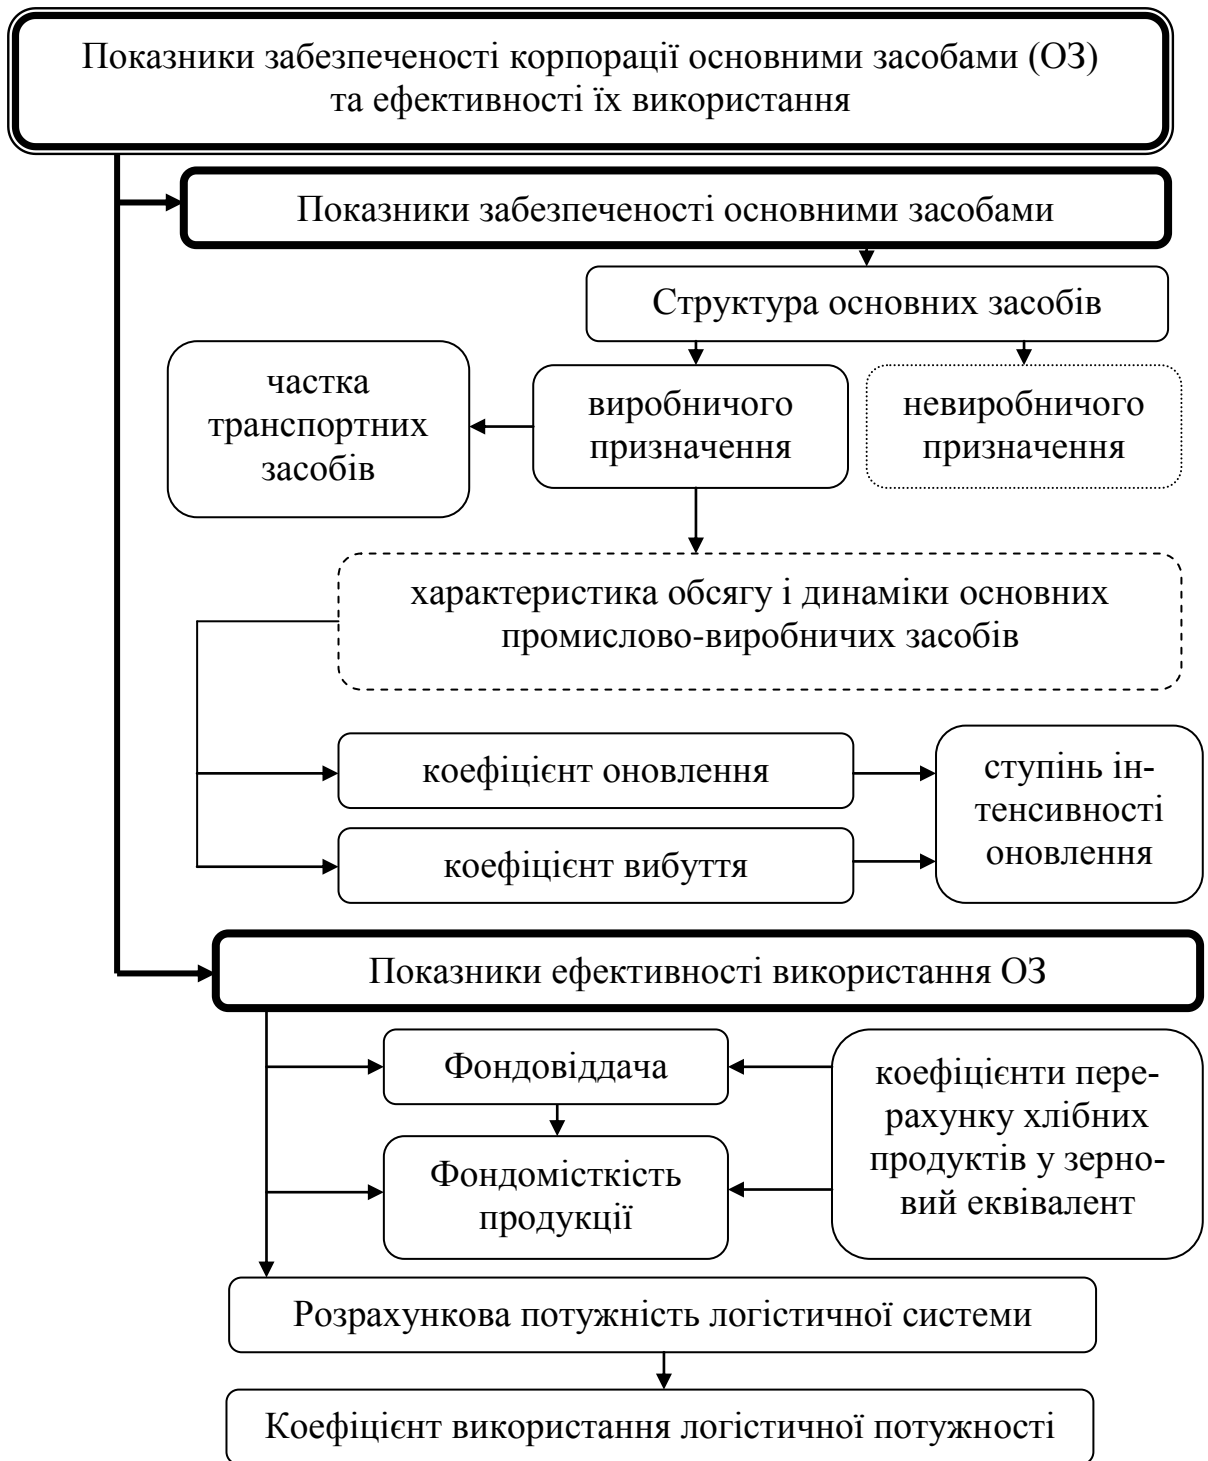 Показники забезпеченості корпорації основними засобами (ОЗ)
та ефективності їх використання
Показники забезпеченості основними засобами
Структура основних засобів
частка
транспортних
засобів
виробничого
призначення
невиробничого
призначення
характеристика обсягу і динаміки основних
промислово-виробничих засобів
коефіцієнт оновлення
коефіцієнт вибуття
ступінь ін-
тенсивності
оновлення
Показники ефективності використання ОЗ
Фондовіддача
Фондомісткість
продукції
коефіцієнти пере-
рахунку хлібних
продуктів у зерно-
вий еквівалент
Розрахункова потужність логістичної системи
Коефіцієнт використання логістичної потужності